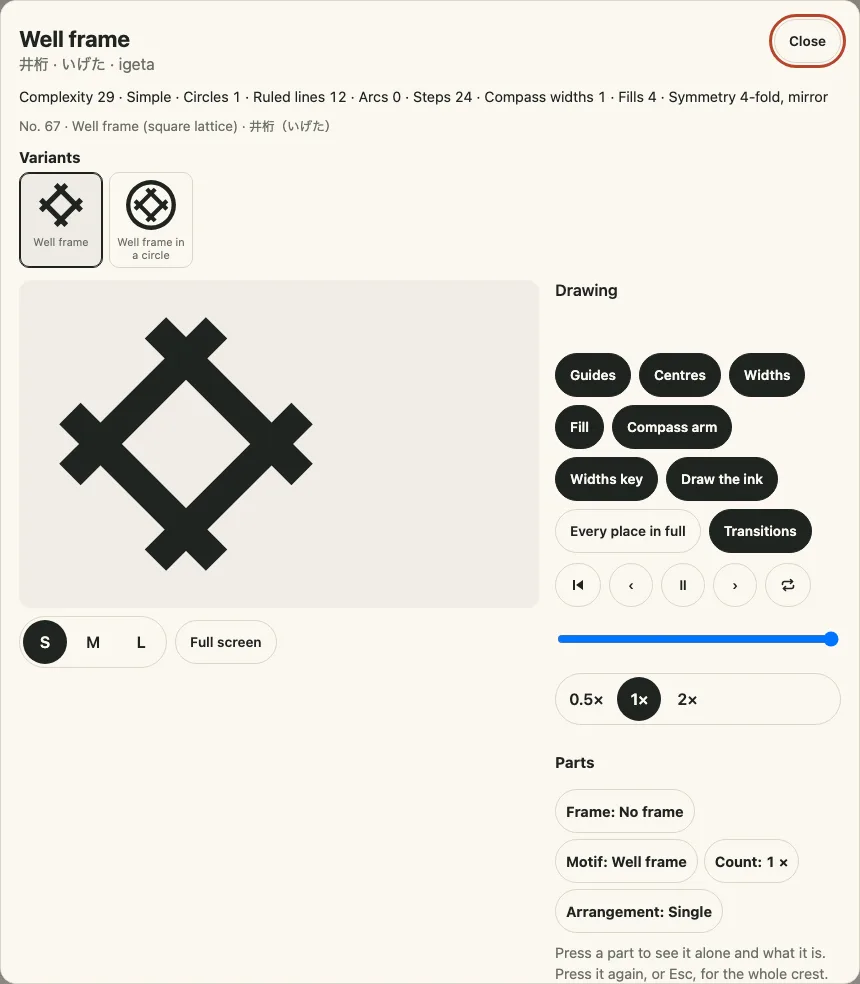 Well frame
Close
井桁 · いげた · igeta
Complexity 29 · Simple · Circles 1 · Ruled lines 12 · Arcs 0 · Steps 24 · Compass widths 1 · Fills 4 · Symmetry 4-fold, mirror
No. 67 · Well frame (square lattice) · 井桁（いげた）
Variants
Well frame
Well frame in
a circle
Drawing
Guides
Centres
Widths
Fill
Compass arm
Widths key
Draw the ink
Every place in full
Transitions
S
M
L
Full screen
0.5×
1×
2×
Parts
Frame: No frame
Motif: Well frame
Count: 1 ×
Arrangement: Single
Press a part to see it alone and what it is.
Press it again, or Esc, for the whole crest.